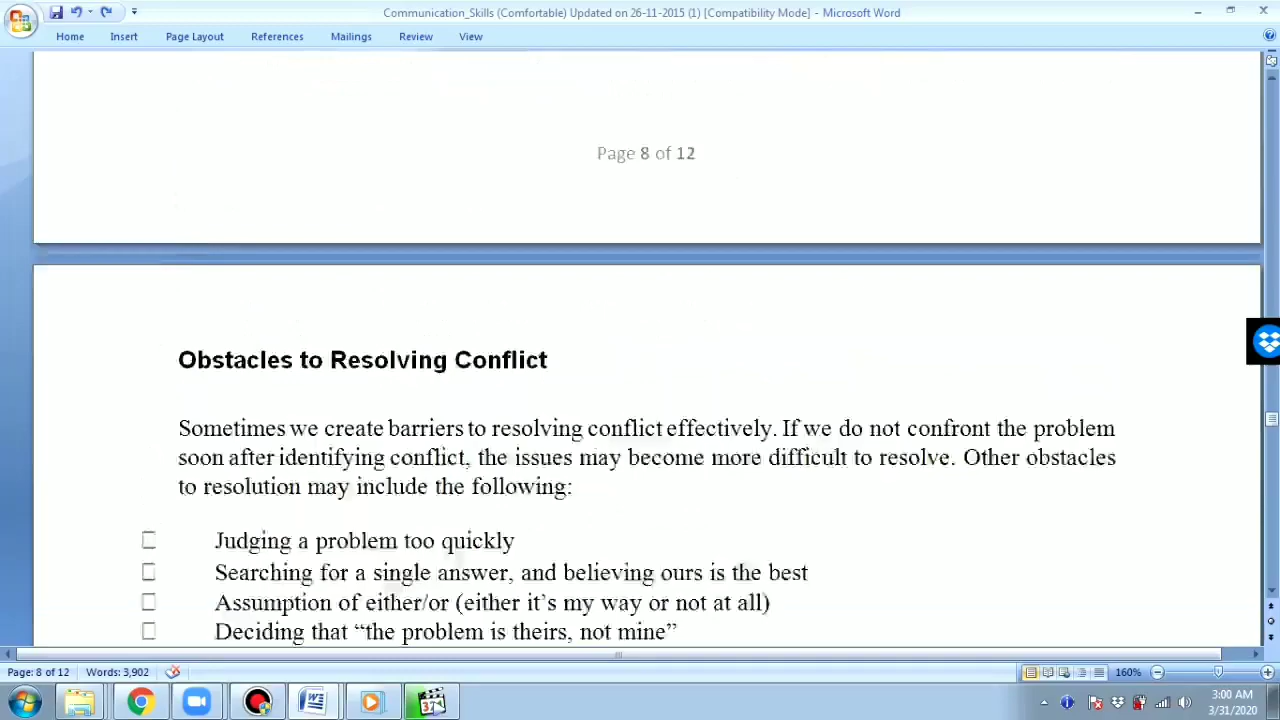 Communication_Skills (Comfortable) Updated on 26-11-2015 (1) [Compatibility Mode] - Microsoft Word
Home Insert Page Layout References Mailings Review View
Page 8 of 12
Obstacles to Resolving Conflict
Sometimes we create barriers to resolving conflict effectively. If we do not confront the problem
soon after identifying conflict, the issues may become more difficult to resolve. Other obstacles
to resolution may include the following:
Judging a problem too quickly
Searching for a single answer, and believing ours is the best
Assumption of either/or (either it's my way or not at all)
Deciding that “the problem is theirs, not mine”
Page: 8 of 12 Words: 3,902 160%
37
3:00 AM
3/31/2020